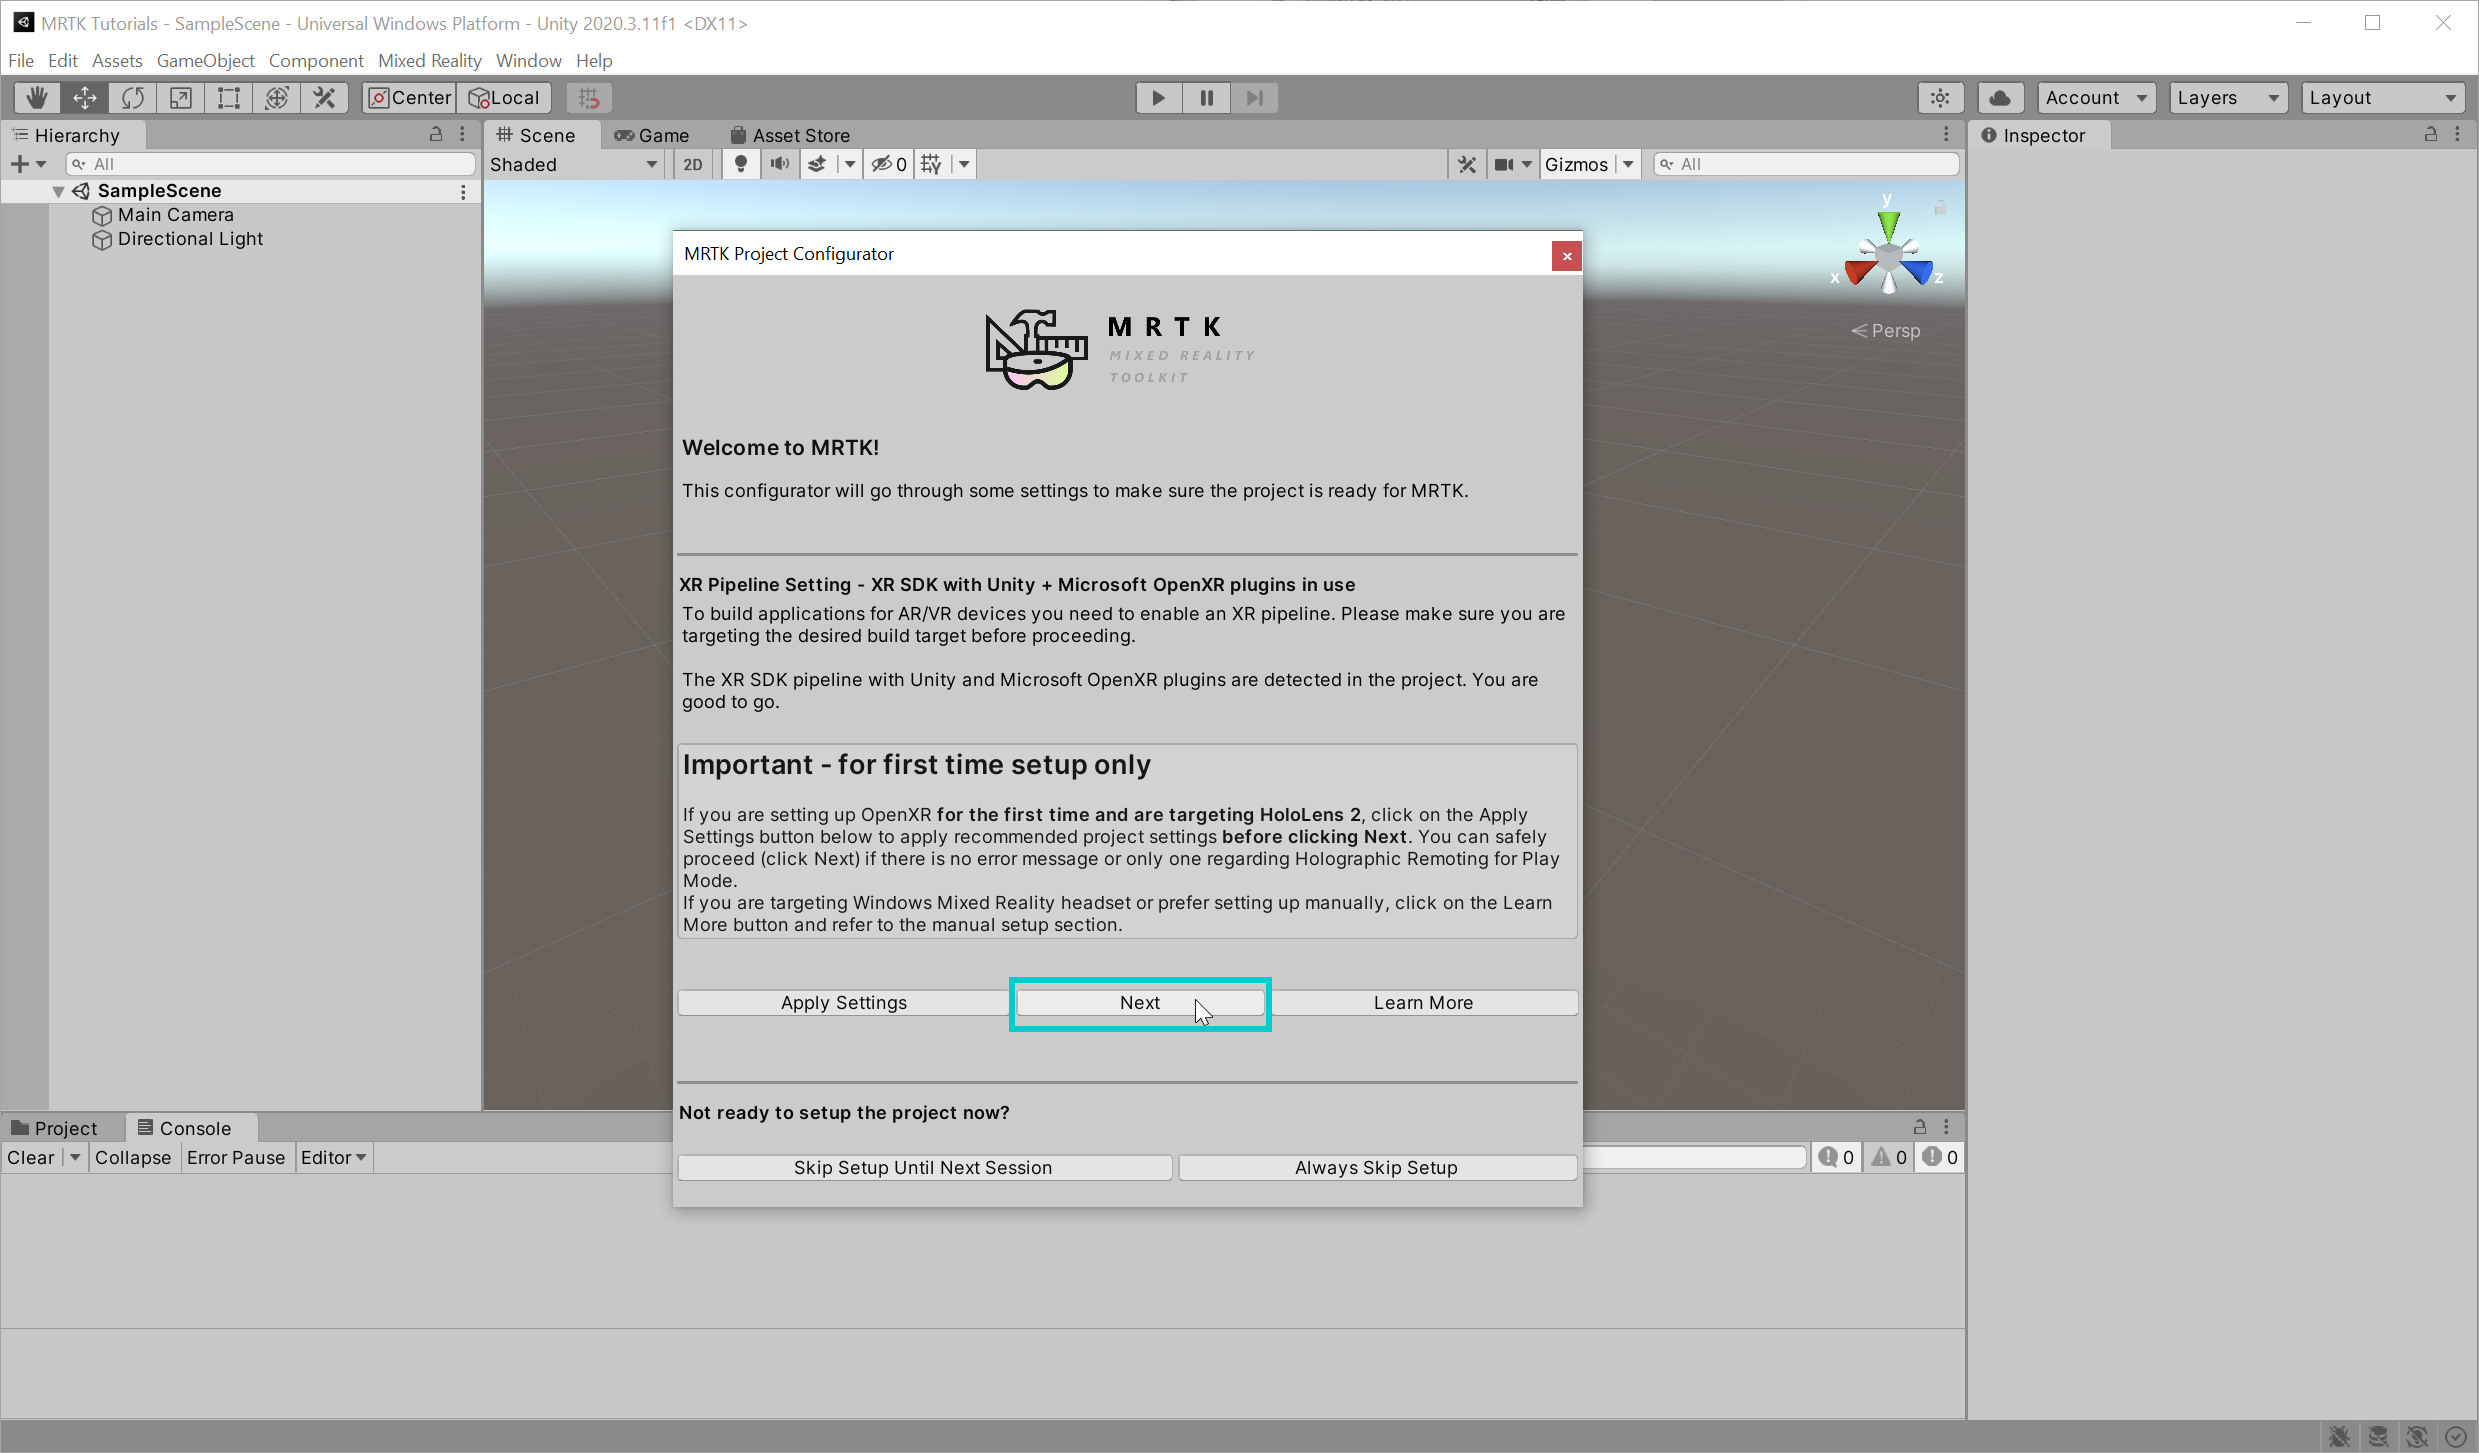 MRTK Tutorials - SampleScene - Universal Windows Platform - Unity 2020.3.11f1 <DX11>
File Edit Assets GameObject Component Mixed Reality Window Help
Center Local Account Layers Layout
Hierarchy
All
SampleScene
Main Camera
Directional Light
Scene Game Asset Store
Shaded 2D 0 Gizmos All
y
x z
Persp
Inspector
MRTK Project Configurator
x
MRTK
MIXED REALITY
TOOLKIT
Welcome to MRTK!
This configurator will go through some settings to make sure the project is ready for MRTK.
XR Pipeline Setting - XR SDK with Unity + Microsoft OpenXR plugins in use
To build applications for AR/VR devices you need to enable an XR pipeline. Please make sure you are
targeting the desired build target before proceeding.
The XR SDK pipeline with Unity and Microsoft OpenXR plugins are detected in the project. You are
good to go.
Important - for first time setup only
If you are setting up OpenXR for the first time and are targeting HoloLens 2, click on the Apply
Settings button below to apply recommended project settings before clicking Next. You can safely
proceed (click Next) if there is no error message or only one regarding Holographic Remoting for Play
Mode.
If you are targeting Windows Mixed Reality headset or prefer setting up manually, click on the Learn
More button and refer to the manual setup section.
Apply Settings Next Learn More
Not ready to setup the project now?
Skip Setup Until Next Session Always Skip Setup
Project Console
Clear Collapse Error Pause Editor 0 0 0